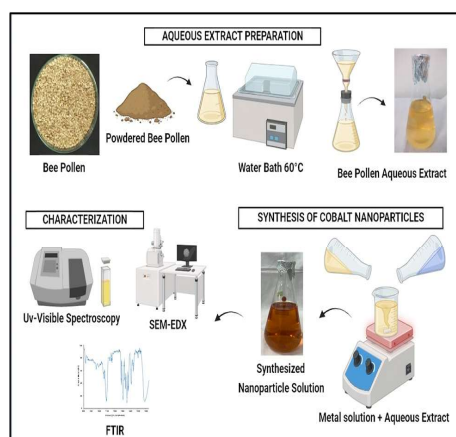 AQUEOUS EXTRACT PREPARATION
Bee Pollen
Powdered Bee Pollen
Water Bath 60°C
Bee Pollen Aqueous Extract
CHARACTERIZATION
Uv-Visible Spectroscopy
SEM-EDX
FTIR
SYNTHESIS OF COBALT NANOPARTICLES
Synthesized
Nanoparticle Solution
Metal solution + Aqueous Extract